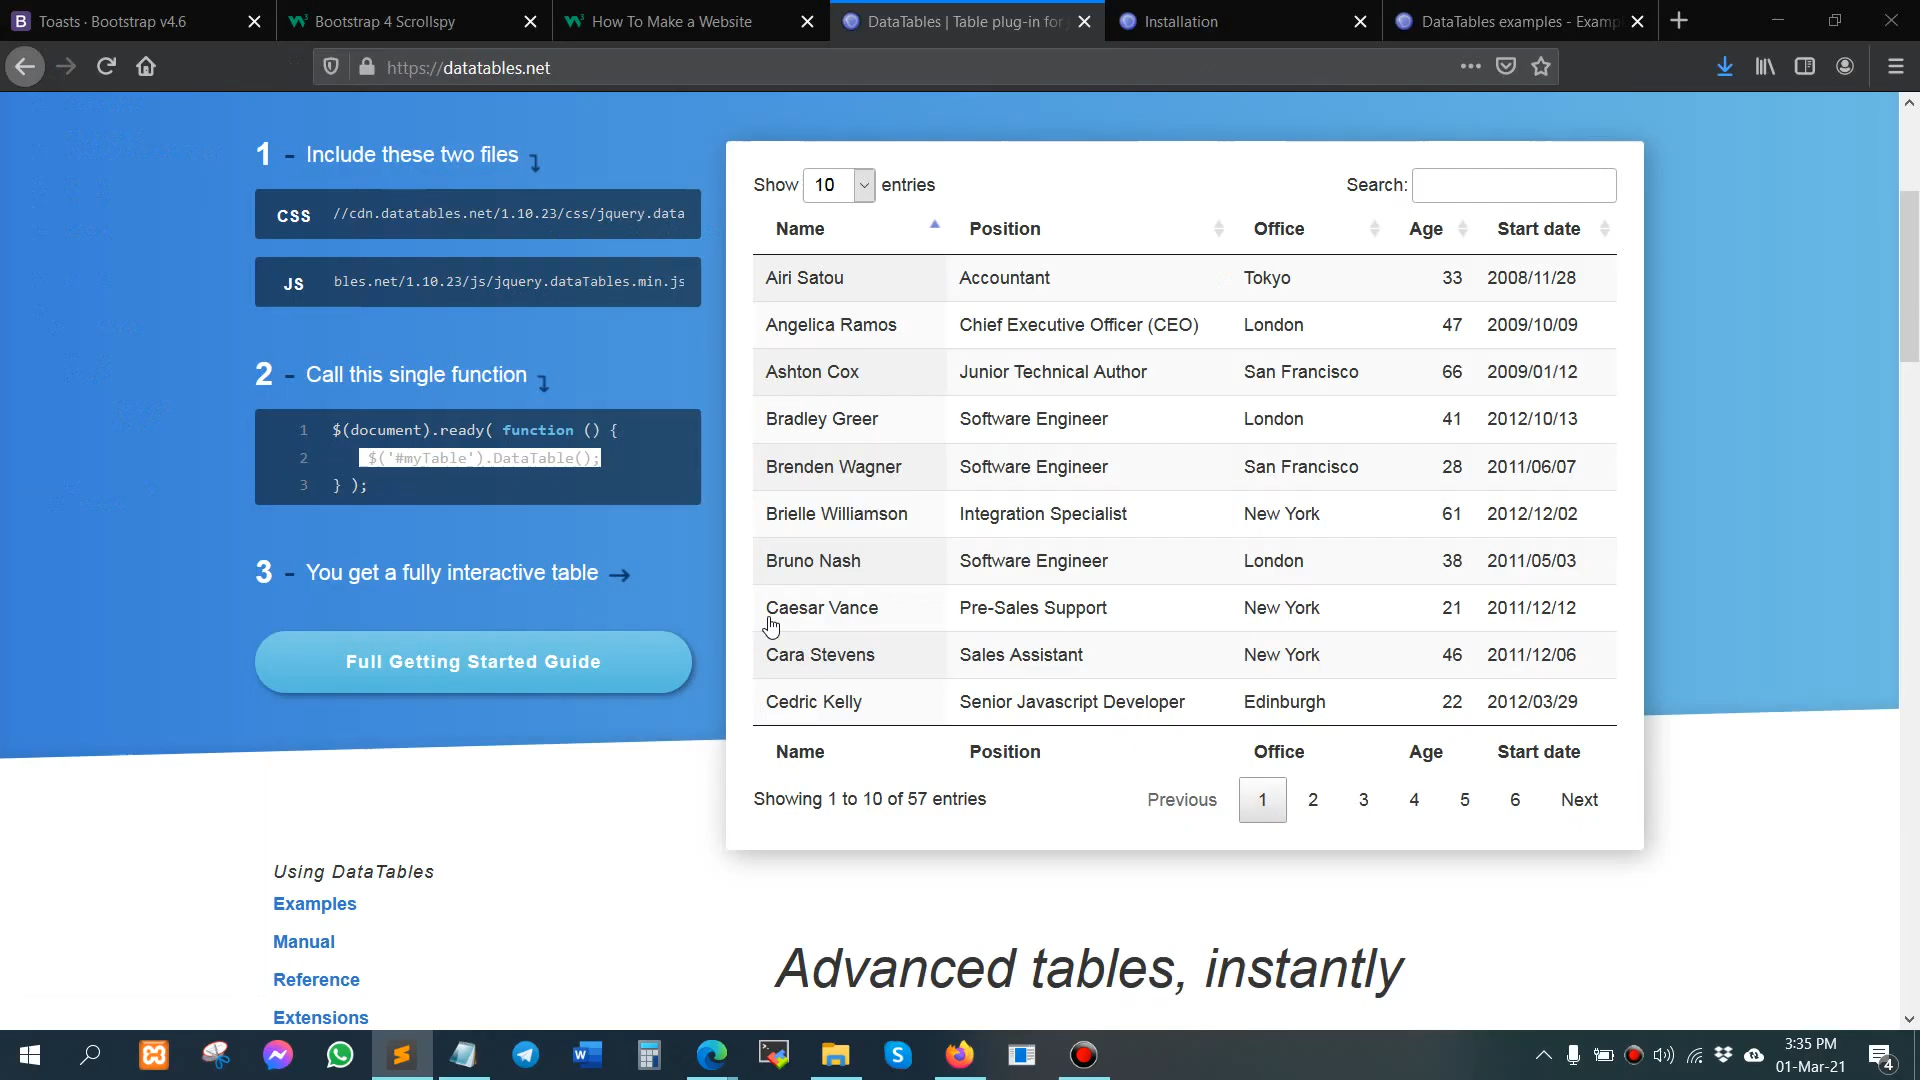 Toasts · Bootstrap v4.6
Bootstrap 4 Scrollspy
How To Make a Website
DataTables | Table plug-in for
Installation
DataTables examples - Examp
https://datatables.net
1 - Include these two files
CSS //cdn.datatables.net/1.10.23/css/jquery.data
JS bles.net/1.10.23/js/jquery.dataTables.min.js
2 - Call this single function
1 $(document).ready( function () {
2 $('#myTable').DataTable();
3 } );
3 - You get a fully interactive table →
Full Getting Started Guide
Show 10 entries Search:
Name Position Office Age Start date
Airi Satou Accountant Tokyo 33 2008/11/28
Angelica Ramos Chief Executive Officer (CEO) London 47 2009/10/09
Ashton Cox Junior Technical Author San Francisco 66 2009/01/12
Bradley Greer Software Engineer London 41 2012/10/13
Brenden Wagner Software Engineer San Francisco 28 2011/06/07
Brielle Williamson Integration Specialist New York 61 2012/12/02
Bruno Nash Software Engineer London 38 2011/05/03
Caesar Vance Pre-Sales Support New York 21 2011/12/12
Cara Stevens Sales Assistant New York 46 2011/12/06
Cedric Kelly Senior Javascript Developer Edinburgh 22 2012/03/29
Name Position Office Age Start date
Showing 1 to 10 of 57 entries Previous 1 2 3 4 5 6 Next
Using DataTables
Examples
Manual
Reference
Extensions
Advanced tables, instantly
3:35 PM
01-Mar-21
4